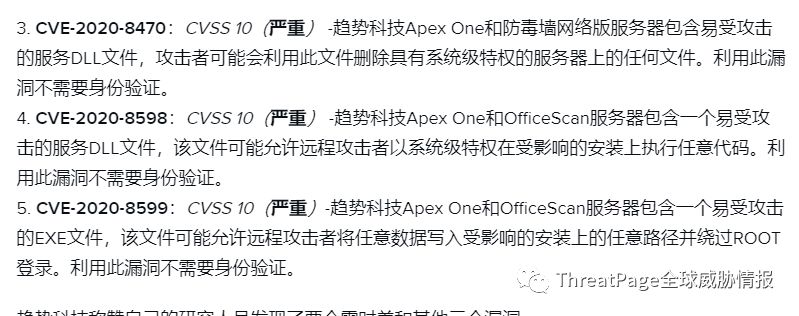 3. CVE-2020-8470：CVSS 10（严重） -趋势科技Apex One和防毒墙网络版服务器包含易受攻击
的服务DLL文件，攻击者可能会利用此文件删除具有系统级特权的服务器上的任何文件。利用此漏
洞不需要身份验证。
4. CVE-2020-8598：CVSS 10（严重） -趋势科技Apex One和OfficeScan服务器包含一个易受攻
击的服务DLL文件，该文件可能允许远程攻击者以系统级特权在受影响的安装上执行任意代码。利
用此漏洞不需要身份验证。
5. CVE-2020-8599：CVSS 10（严重）-趋势科技Apex One和OfficeScan服务器包含一个易受攻击
的EXE文件，该文件可能允许远程攻击者将任意数据写入受影响的安装上的任意路径并绕过ROOT
登录。利用此漏洞不需要身份验证。
ThreatPage全球威胁情报